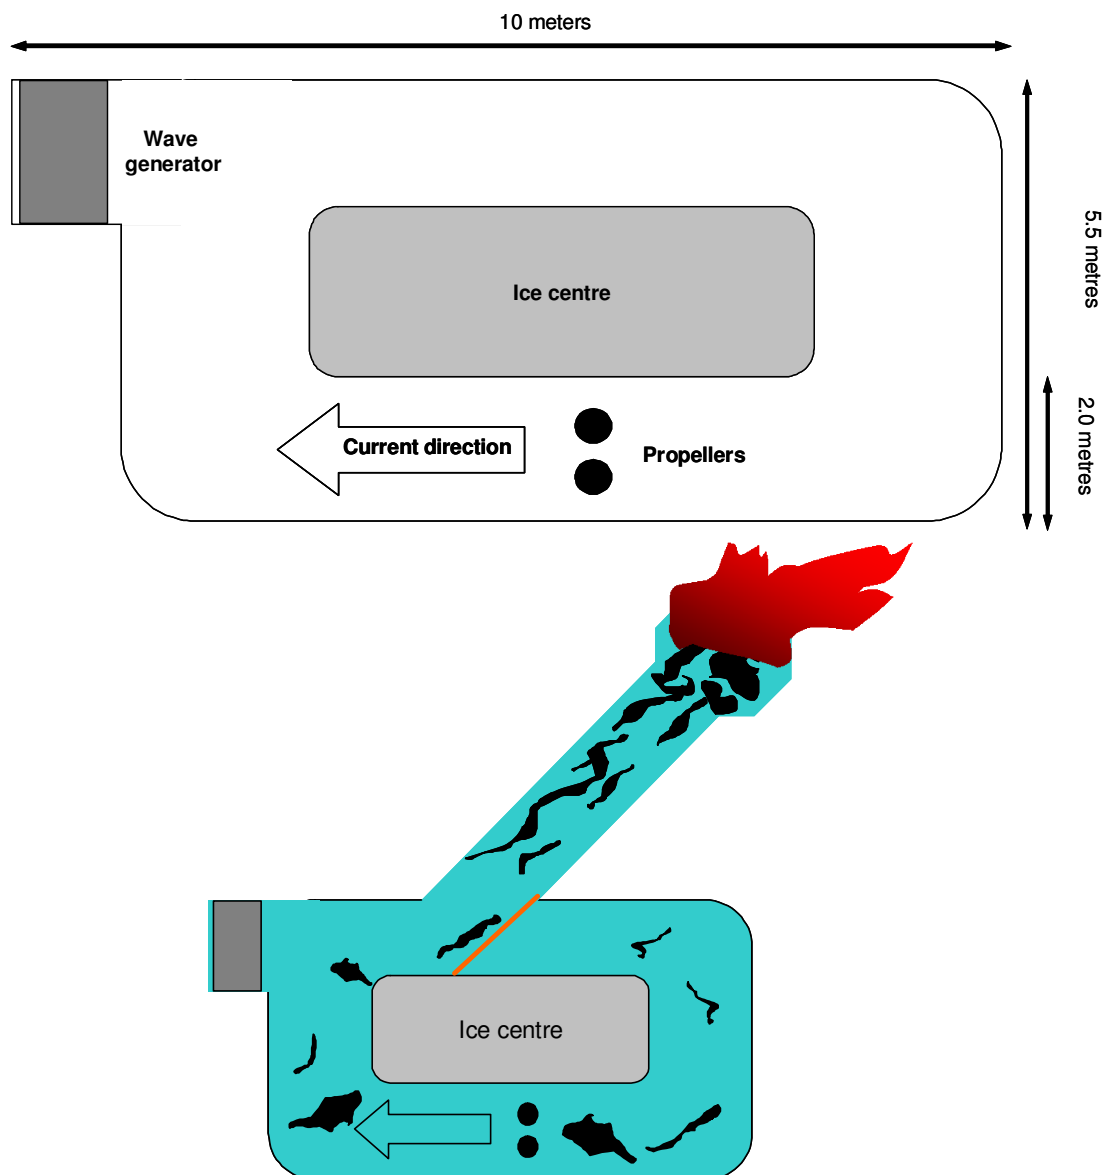 10 meters
Wave
generator
5.5 metres
Ice centre
2.0 metres
Current direction
Propellers
Ice centre